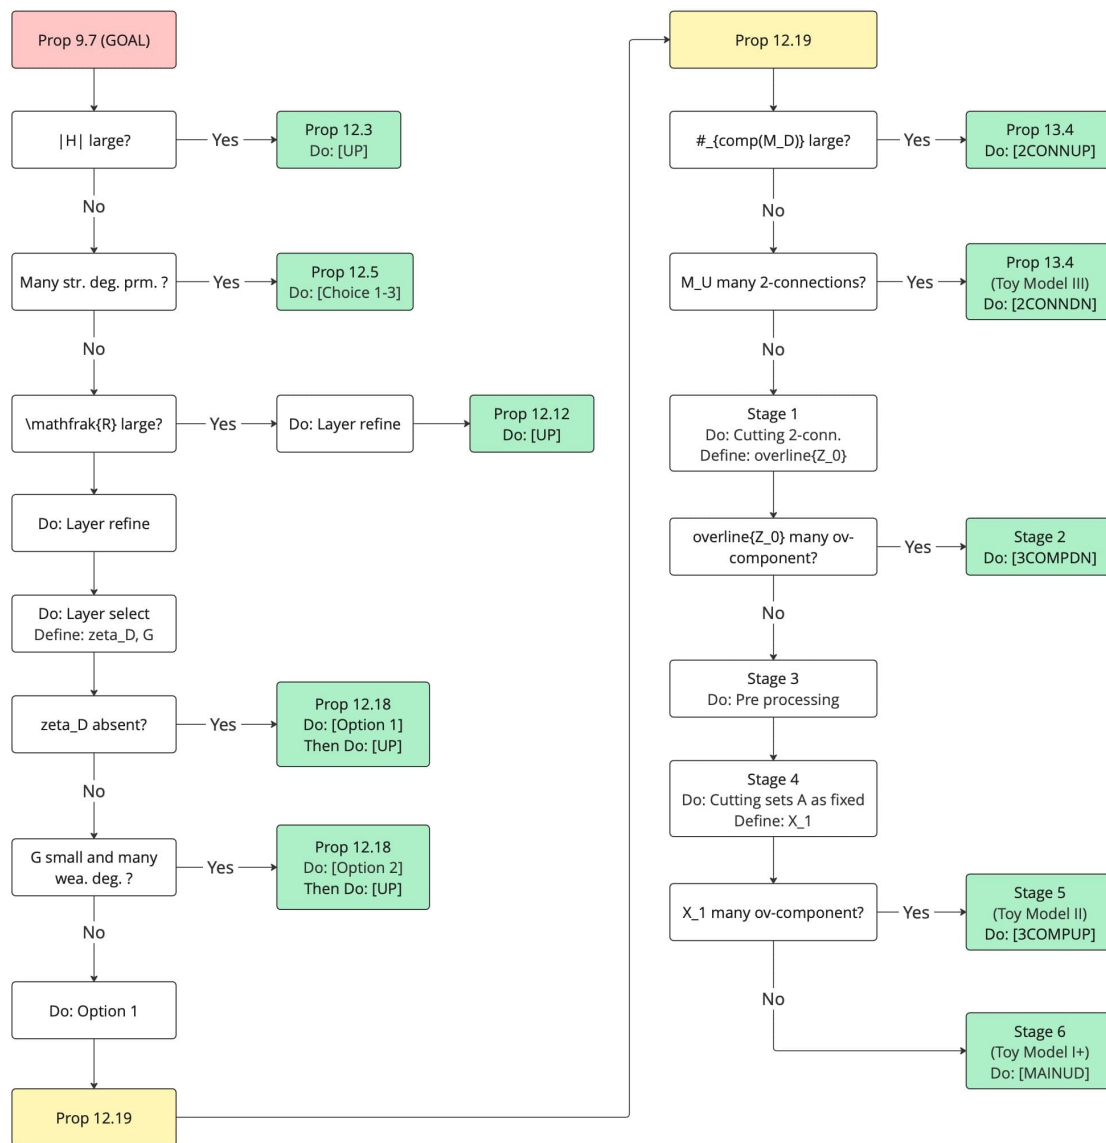 Prop 9.7 (GOAL)
|H| large?
Yes
Prop 12.3
Do: [UP]
No
Many str. deg. prm. ?
Yes
Prop 12.5
Do: [Choice 1-3]
No
\mathfrak{R} large?
Yes
Do: Layer refine
Prop 12.12
Do: [UP]
Do: Layer refine
Do: Layer select
Define: zeta_D, G
zeta_D absent?
Yes
Prop 12.18
Do: [Option 1]
Then Do: [UP]
No
G small and many
wea. deg. ?
Yes
Prop 12.18
Do: [Option 2]
Then Do: [UP]
No
Do: Option 1
Prop 12.19
Prop 12.19
#_{comp(M_D)} large?
Yes
Prop 13.4
Do: [2CONNUP]
No
M_U many 2-connections?
Yes
Prop 13.4
(Toy Model III)
Do: [2CONNDN]
No
Stage 1
Do: Cutting 2-conn.
Define: overline{Z_0}
overline{Z_0} many ov-
component?
Yes
Stage 2
Do: [3COMPDN]
No
Stage 3
Do: Pre processing
Stage 4
Do: Cutting sets A as fixed
Define: X_1
X_1 many ov-component?
Yes
Stage 5
(Toy Model II)
Do: [3COMPUP]
No
Stage 6
(Toy Model I+)
Do: [MAINUD]